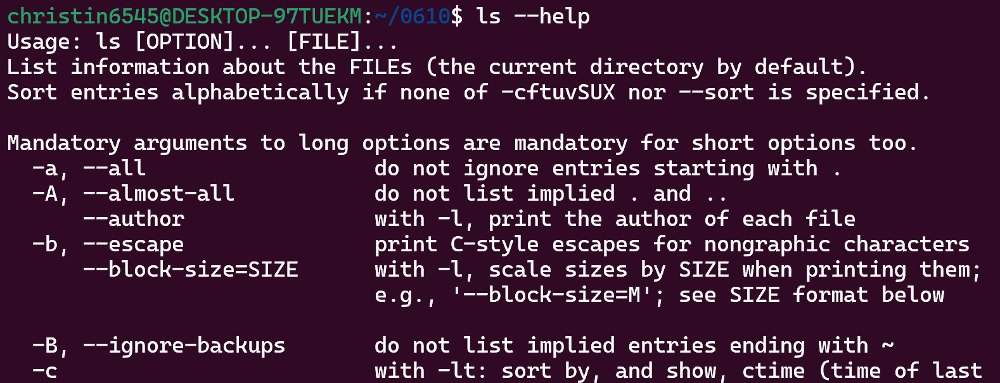 christin6545@DESKTOP-97TUEKM:~/0610$ ls --help
Usage: ls [OPTION]... [FILE]...
List information about the FILEs (the current directory by default).
Sort entries alphabetically if none of -cftuvSUX nor --sort is specified.

Mandatory arguments to long options are mandatory for short options too.
  -a, --all                  do not ignore entries starting with .
  -A, --almost-all           do not list implied . and ..
      --author               with -l, print the author of each file
  -b, --escape               print C-style escapes for nongraphic characters
      --block-size=SIZE      with -l, scale sizes by SIZE when printing them;
                             e.g., '--block-size=M'; see SIZE format below

  -B, --ignore-backups       do not list implied entries ending with ~
  -c                         with -lt: sort by, and show, ctime (time of last